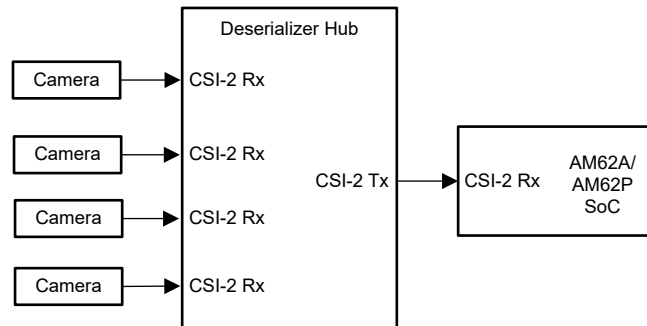 Deserializer Hub
Camera
CSI-2 Rx
Camera
CSI-2 Rx
Camera
CSI-2 Rx
Camera
CSI-2 Rx
CSI-2 Tx
CSI-2 Rx
AM62A/
AM62P
SoC